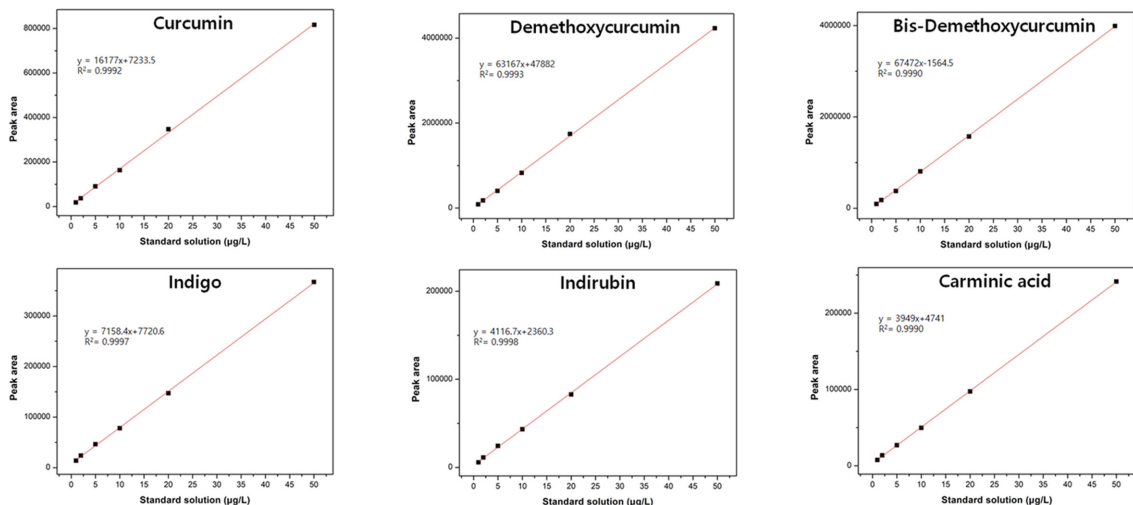 Curcumin
y = 16177x+7233.5
R²= 0.9992
800000
600000
400000
200000
0
Peak area
0 5 10 15 20 25 30 35 40 45 50
Standard solution (µg/L)
Demethoxycurcumin
y = 63167x+47882
R²= 0.9993
4000000
2000000
0
Peak area
0 5 10 15 20 25 30 35 40 45 50
Standard solution (µg/L)
Bis-Demethoxycurcumin
y = 67472x-1564.5
R²= 0.9990
4000000
2000000
0
Peak area
0 5 10 15 20 25 30 35 40 45 50
Standard solution (µg/L)
Indigo
y = 7158.4x+7720.6
R²= 0.9997
300000
200000
100000
0
Peak area
0 5 10 15 20 25 30 35 40 45 50
Standard solution (µg/L)
Indirubin
y = 4116.7x+2360.3
R²= 0.9998
200000
100000
0
Peak area
0 5 10 15 20 25 30 35 40 45 50
Standard solution (µg/L)
Carminic acid
y = 3949x+4741
R²= 0.9990
200000
100000
0
Peak area
0 5 10 15 20 25 30 35 40 45 50
Standard solution (µg/L)